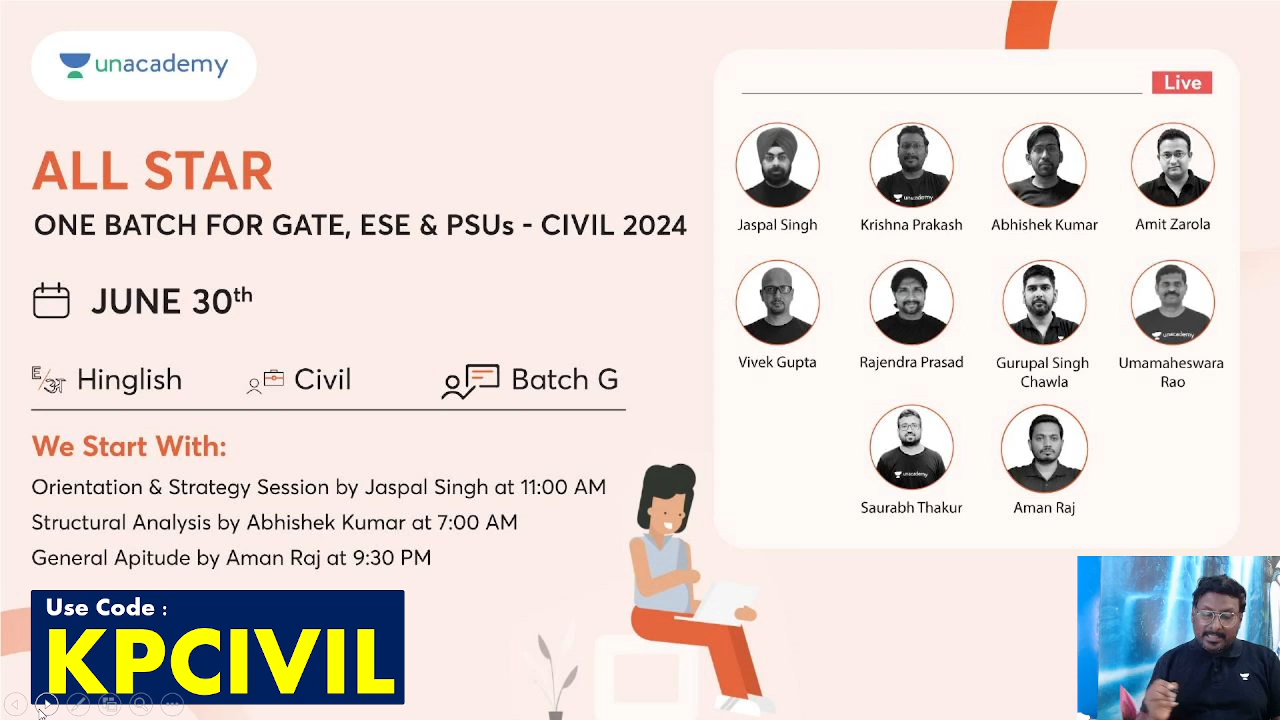 unacademy
ALL STAR
ONE BATCH FOR GATE, ESE & PSUs - CIVIL 2024
JUNE 30th
E/अ Hinglish
Civil
Batch G
We Start With:
Orientation & Strategy Session by Jaspal Singh at 11:00 AM
Structural Analysis by Abhishek Kumar at 7:00 AM
General Apitude by Aman Raj at 9:30 PM
Use Code :
KPCIVIL
Live
Jaspal Singh
Krishna Prakash
Abhishek Kumar
Amit Zarola
Vivek Gupta
Rajendra Prasad
Gurupal Singh
Chawla
Umamaheswara
Rao
Saurabh Thakur
Aman Raj
unacademy
unacademy
unacademy